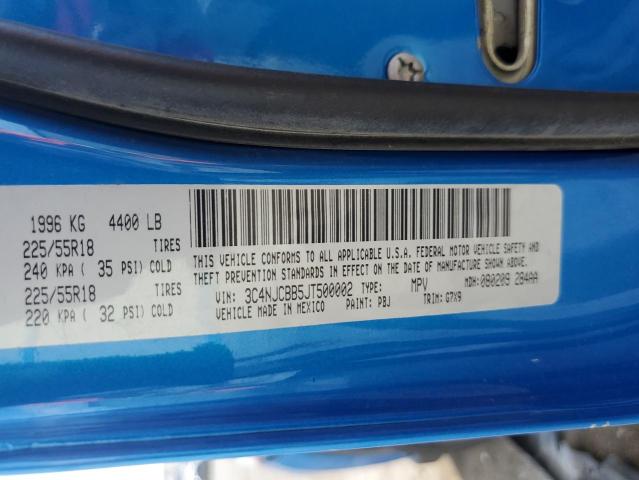 1996 KG 4400 LB
225/55R18 TIRES
240 KPA ( 35 PSI) COLD
225/55R18 TIRES
220 KPA ( 32 PSI) COLD
THIS VEHICLE CONFORMS TO ALL APPLICABLE U.S.A. FEDERAL MOTOR VEHICLE SAFETY AND
THEFT PREVENTION STANDARDS IN EFFECT ON THE DATE OF MANUFACTURE SHOWN ABOVE.
VIN: 3C4NJCBB5JT500002 TYPE: MPV MDH: 080209 284AA
VEHICLE MADE IN MEXICO PAINT: PBJ TRIM: G7X9